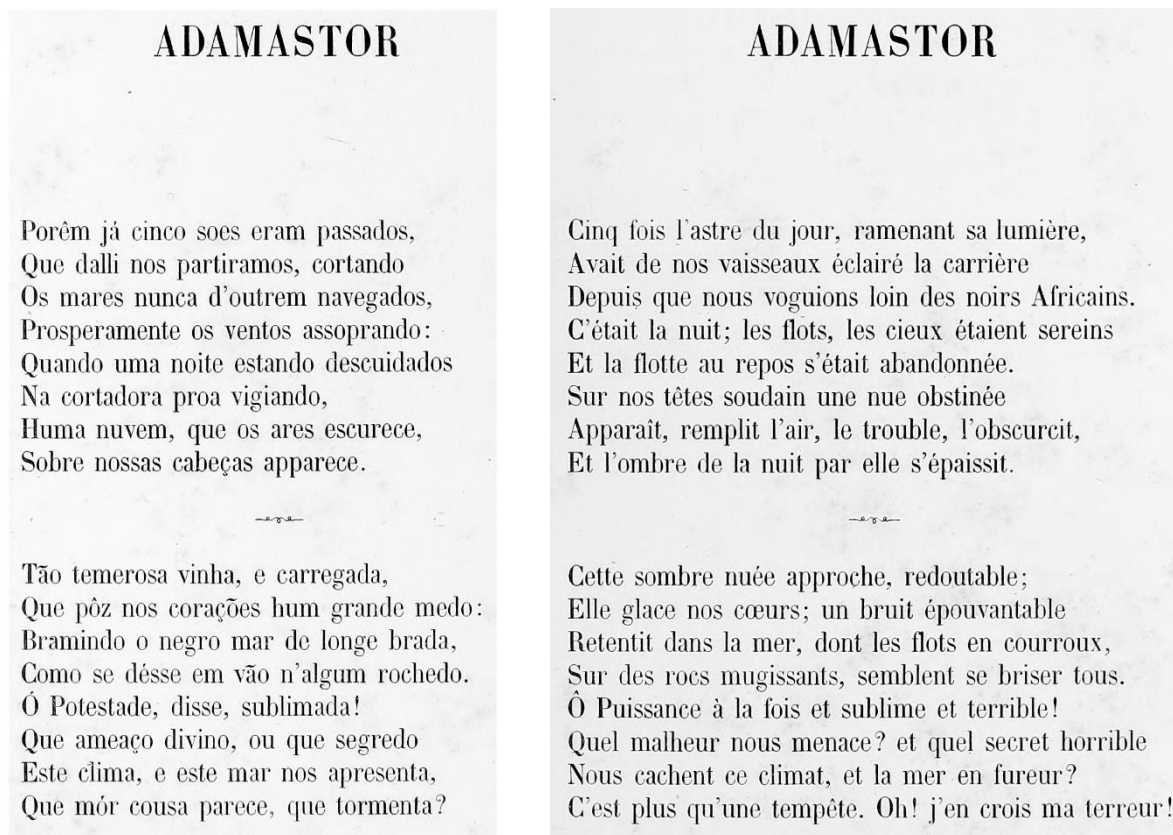 ADAMASTOR
Porêm já cinco soes eram passados,
Que dalli nos partiramos, cortando
Os mares nunca d'outrem navegados,
Prosperamente os ventos assoprando:
Quando uma noite estando descuidados
Na cortadora proa vigiando,
Huma nuvem, que os ares escurece,
Sobre nossas cabeças apparece.
Tão temerosa vinha, e carregada,
Que pôz nos corações hum grande medo:
Bramindo o negro mar de longe brada,
Como se désse em vão n'algum rochedo.
Ó Potestade, disse, sublimada!
Que ameaço divino, ou que segredo
Este clima, e este mar nos apresenta,
Que mór cousa parece, que tormenta?
ADAMASTOR
Cinq fois l'astre du jour, ramenant sa lumière,
Avait de nos vaisseaux éclairé la carrière
Depuis que nous voguions loin des noirs Africains.
C'était la nuit; les flots, les cieux étaient sereins
Et la flotte au repos s'était abandonnée.
Sur nos têtes soudain une nue obstinée
Apparaît, remplit l'air, le trouble, l'obscurcit,
Et l'ombre de la nuit par elle s'épaissit.
Cette sombre nuée approche, redoutable;
Elle glace nos cœurs; un bruit épouvantable
Retentit dans la mer, dont les flots en courroux,
Sur des rocs mugissants, semblent se briser tous.
Ô Puissance à la fois et sublime et terrible!
Quel malheur nous menace? et quel secret horrible
Nous cachent ce climat, et la mer en fureur?
C'est plus qu'une tempête. Oh! j'en crois ma terreur!